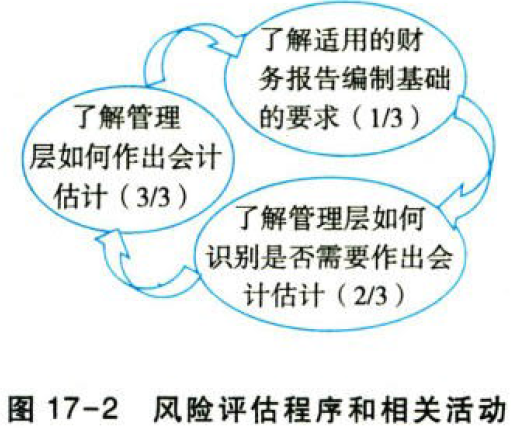 了解适用的财
务报告编制基础
的要求（1/3）
了解管理层如何
识别是否需要作出会
计估计（2/3）
了解管理
层如何作出会计
估计（3/3）
图 17-2 风险评估程序和相关活动